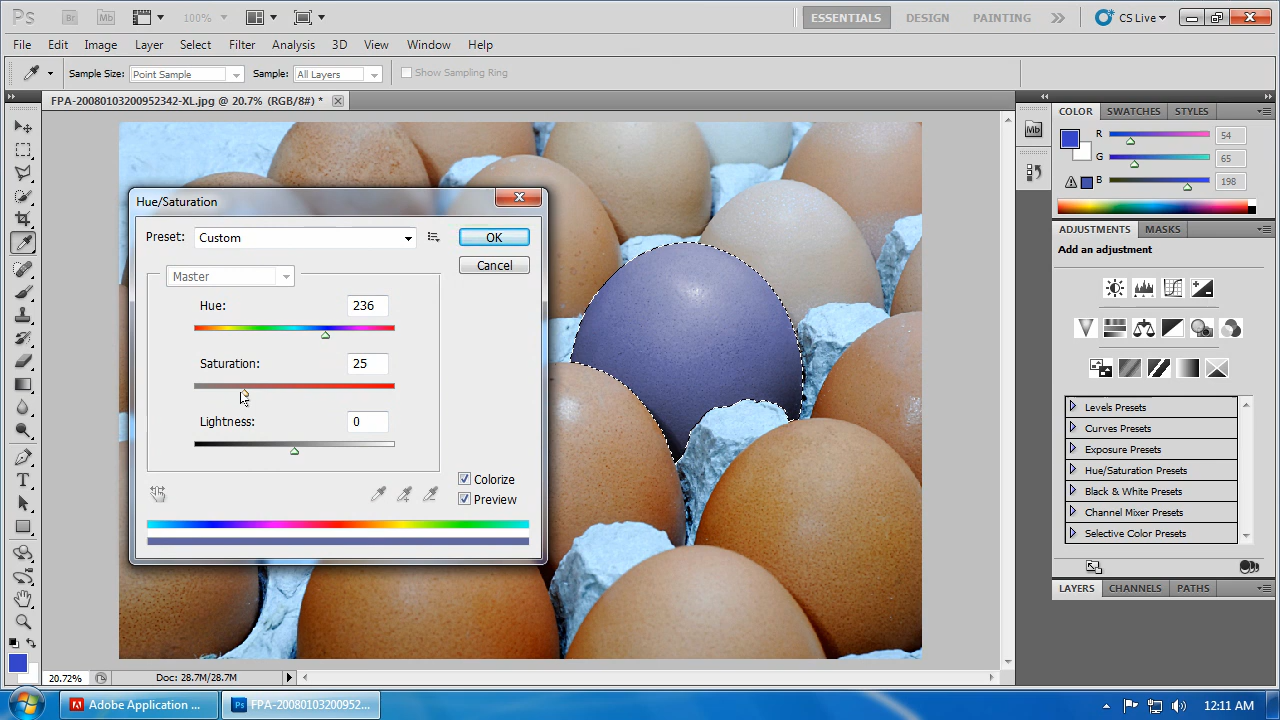 Ps Br Mb 100% ESSENTIALS DESIGN PAINTING CS Live
File Edit Image Layer Select Filter Analysis 3D View Window Help
Sample Size: Point Sample Sample: All Layers Show Sampling Ring
FPA-20080103200952342-XL.jpg @ 20.7% (RGB/8#) *
Hue/Saturation
Preset: Custom
OK
Cancel
Master
Hue: 236
Saturation: 25
Lightness: 0
Colorize
Preview
Mb
COLOR SWATCHES STYLES
R 54
G 65
B 198
ADJUSTMENTS MASKS
Add an adjustment
Levels Presets
Curves Presets
Exposure Presets
Hue/Saturation Presets
Black & White Presets
Channel Mixer Presets
Selective Color Presets
LAYERS CHANNELS PATHS
20.72% Doc: 28.7M/28.7M
Adobe Application ... Ps FPA-20080103200952... 12:11 AM